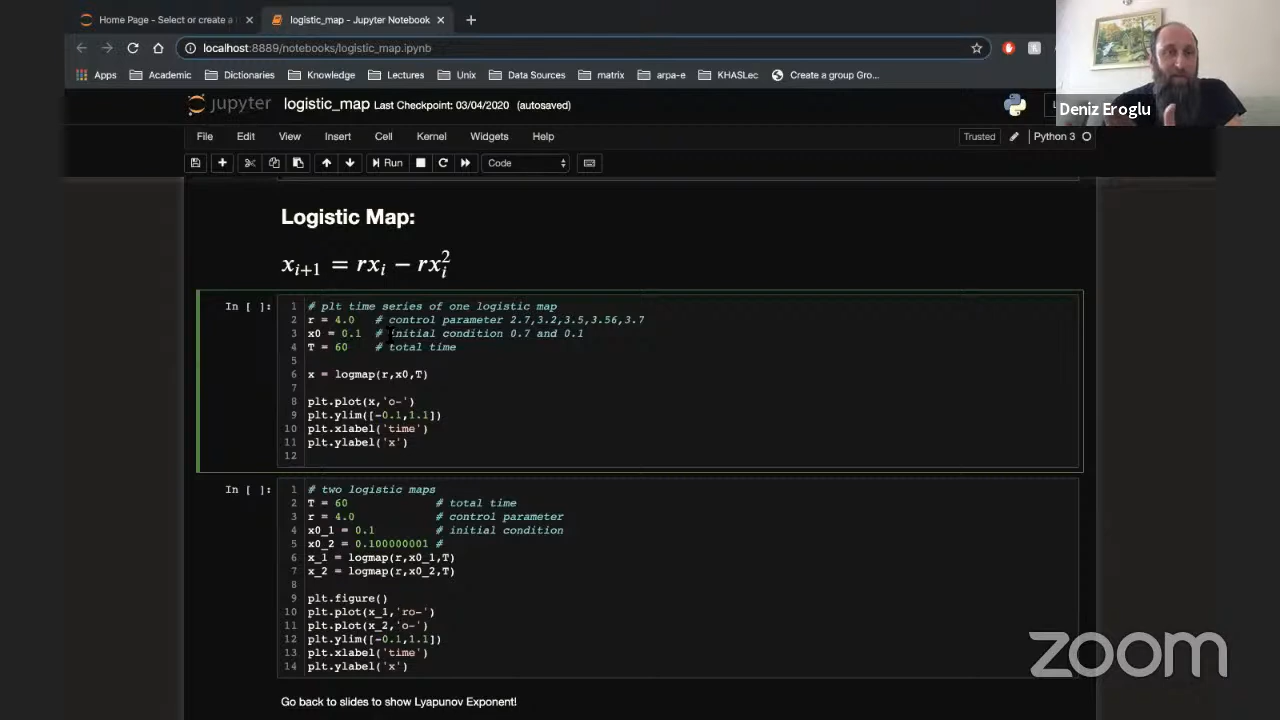 Home Page - Select or create a
logistic_map - Jupyter Notebook
localhost:8889/notebooks/logistic_map.ipynb
Apps Academic Dictionaries Knowledge Lectures Unix Data Sources matrix arpa-e KHASLec Create a group Gro...
Deniz Eroglu
jupyter logistic_map Last Checkpoint: 03/04/2020 (autosaved)
File Edit View Insert Cell Kernel Widgets Help Trusted Python 3
Run Code
Logistic Map:
xᵢ₊₁ = rxᵢ − rxᵢ²
In [ ]:
1 # plt time series of one logistic map
2 r = 4.0 # control parameter 2.7,3.2,3.5,3.56,3.7
3 x0 = 0.1 # initial condition 0.7 and 0.1
4 T = 60 # total time
5
6 x = logmap(r,x0,T)
7
8 plt.plot(x,'o-')
9 plt.ylim([-0.1,1.1])
10 plt.xlabel('time')
11 plt.ylabel('x')
12
In [ ]:
1 # two logistic maps
2 T = 60 # total time
3 r = 4.0 # control parameter
4 x0_1 = 0.1 # initial condition
5 x0_2 = 0.100000001 #
6 x_1 = logmap(r,x0_1,T)
7 x_2 = logmap(r,x0_2,T)
8
9 plt.figure()
10 plt.plot(x_1,'ro-')
11 plt.plot(x_2,'o-')
12 plt.ylim([-0.1,1.1])
13 plt.xlabel('time')
14 plt.ylabel('x')
Go back to slides to show Lyapunov Exponent!
zoom